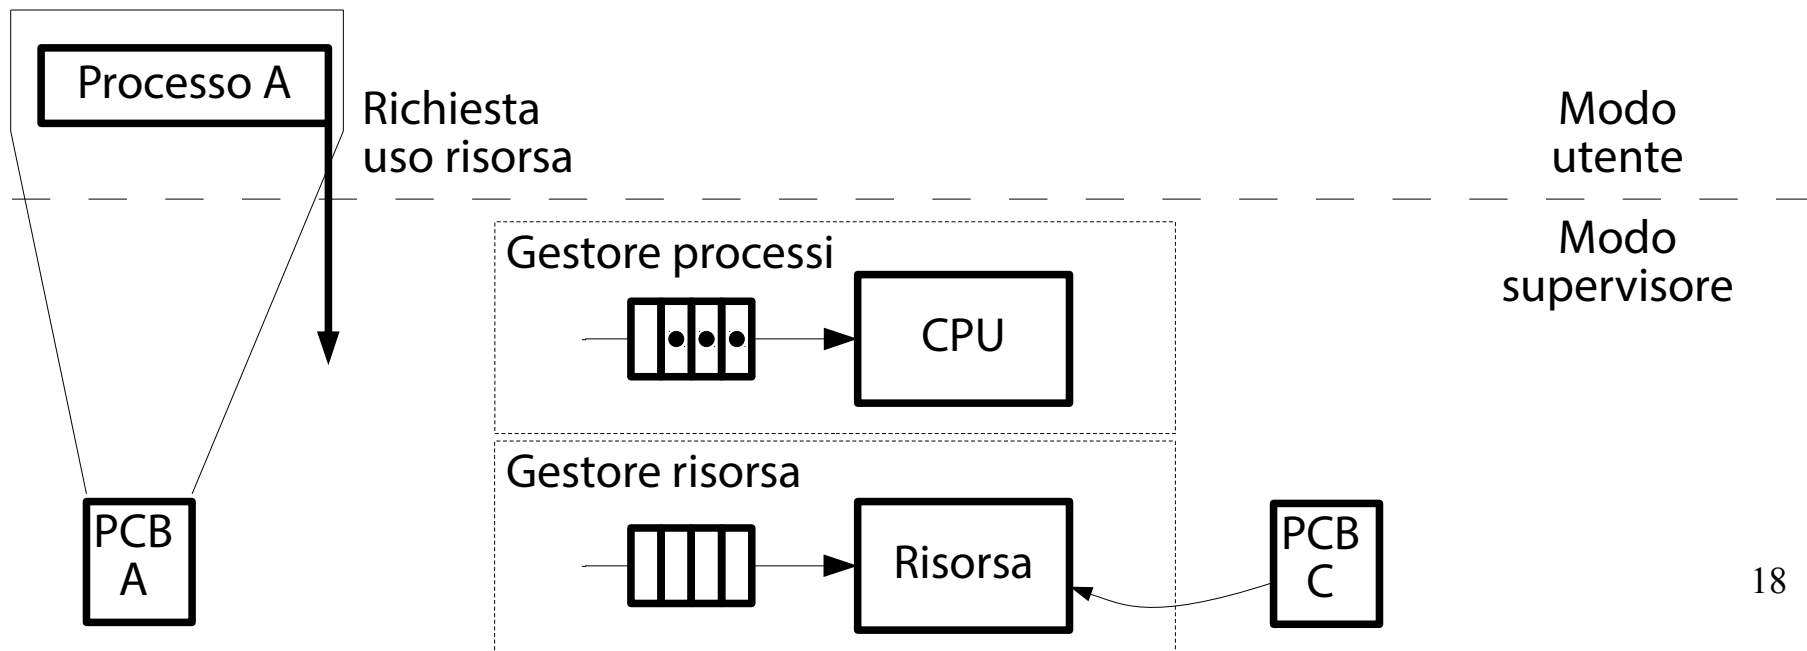 Processo A
Richiesta
uso risorsa
Modo
utente
Modo
supervisore
Gestore processi
CPU
Gestore risorsa
Risorsa
PCB
A
PCB
C
18